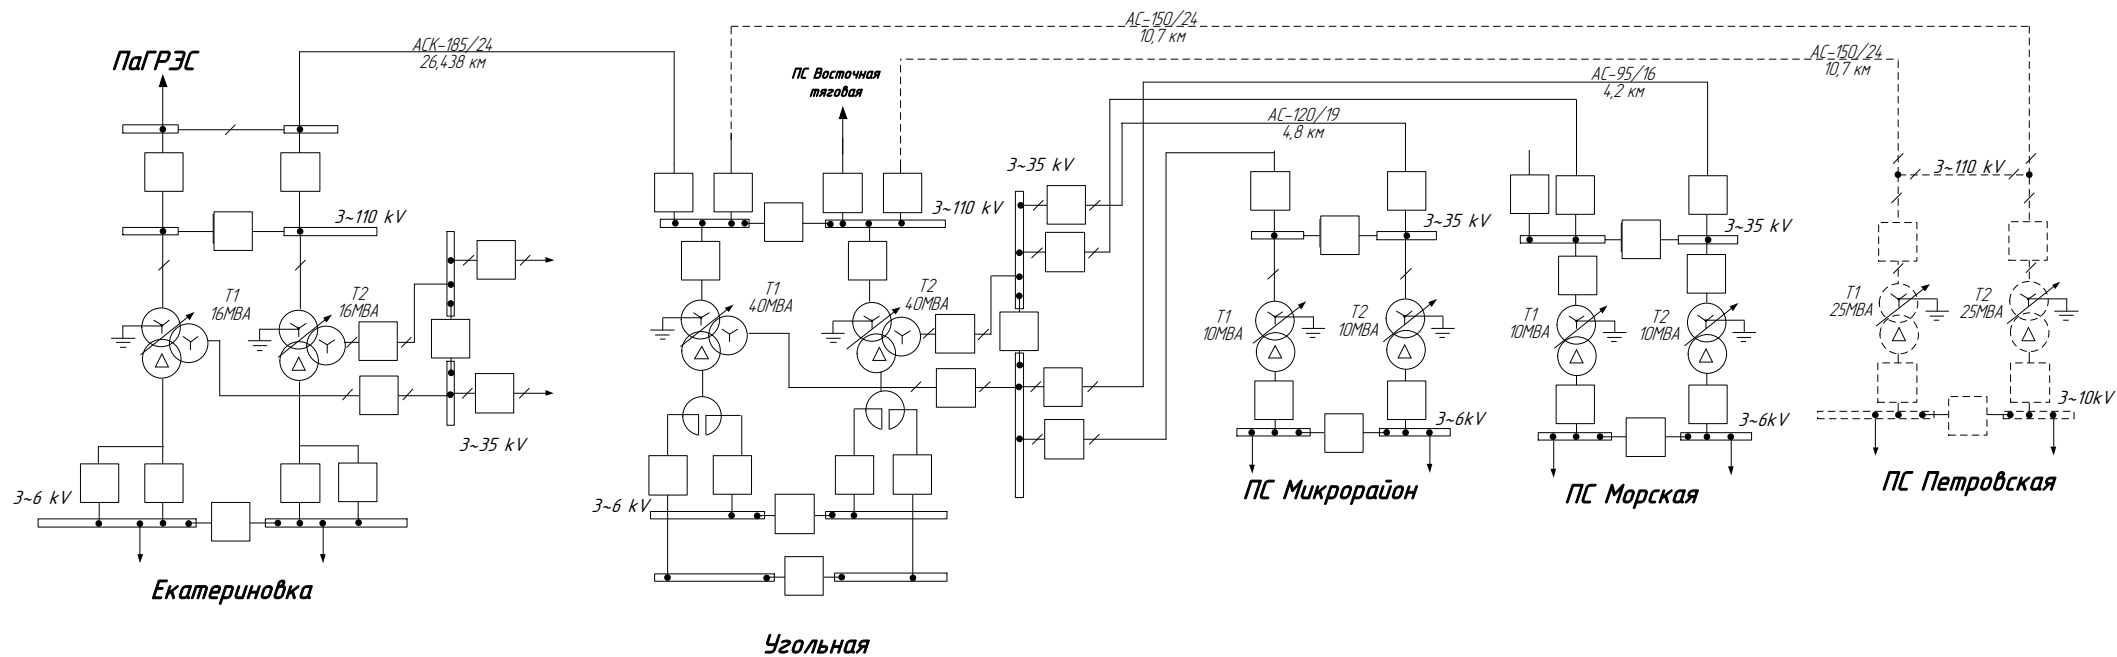 АС-150/24
10,7 км
АСК-185/24
26,438 км
ПаГРЭС
ПС Восточная
тяговая
АС-150/24
10,7 км
АС-95/16
4,2 км
АС-120/19
4,8 км
3~35 kV
3~110 kV
3~110 kV
3~110 kV
3~35 kV
3~35 kV
T1
16МВА
T2
16МВА
T1
40МВА
T2
40МВА
T1
10МВА
T2
10МВА
T1
10МВА
T2
10МВА
T1
25МВА
T2
25МВА
3~35 kV
3~6kV
3~6kV
3~10kV
3~6 kV
3~6 kV
ПС Микрорайон
ПС Морская
ПС Петровская
Екатериновка
Угольная